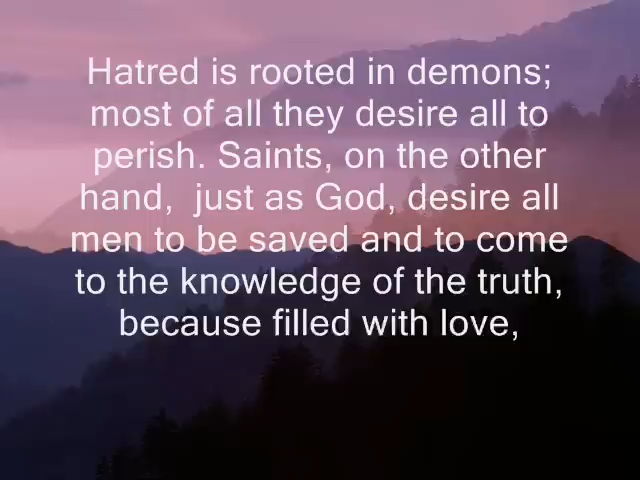 Hatred is rooted in demons;
most of all they desire all to
perish. Saints, on the other
hand,  just as God, desire all
men to be saved and to come
to the knowledge of the truth,
because filled with love,